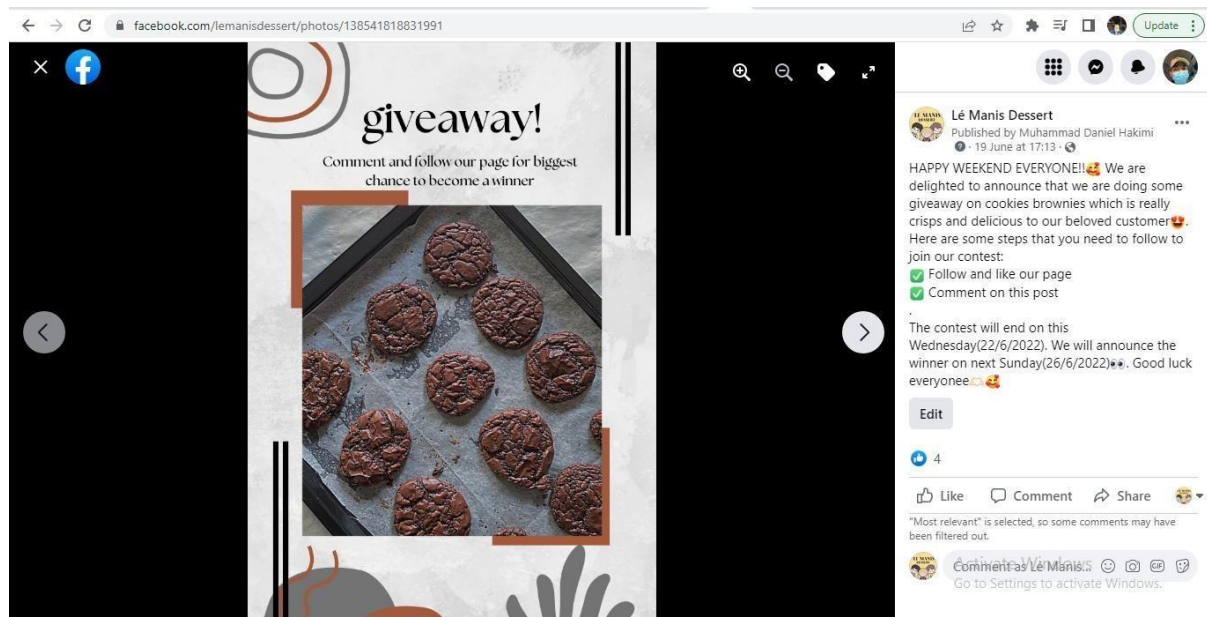 facebook.com/lemanisdessert/photos/138541818831991
Update
giveaway!
Comment and follow our page for biggest
chance to become a winner
LE MANIS
DESSERT
Lé Manis Dessert
Published by Muhammad Daniel Hakimi
19 June at 17:13
HAPPY WEEKEND EVERYONE!!🥰 We are
delighted to announce that we are doing some
giveaway on cookies brownies which is really
crisps and delicious to our beloved customer😍.
Here are some steps that you need to follow to
join our contest:
✅ Follow and like our page
✅ Comment on this post
.
The contest will end on this
Wednesday(22/6/2022). We will announce the
winner on next Sunday(26/6/2022)👀. Good luck
everyonee🫶🏻🥰
Edit
4
Like Comment Share
"Most relevant" is selected, so some comments may have
been filtered out.
Comment as Lé Manis...
GIF
Activate Windows
Go to Settings to activate Windows.